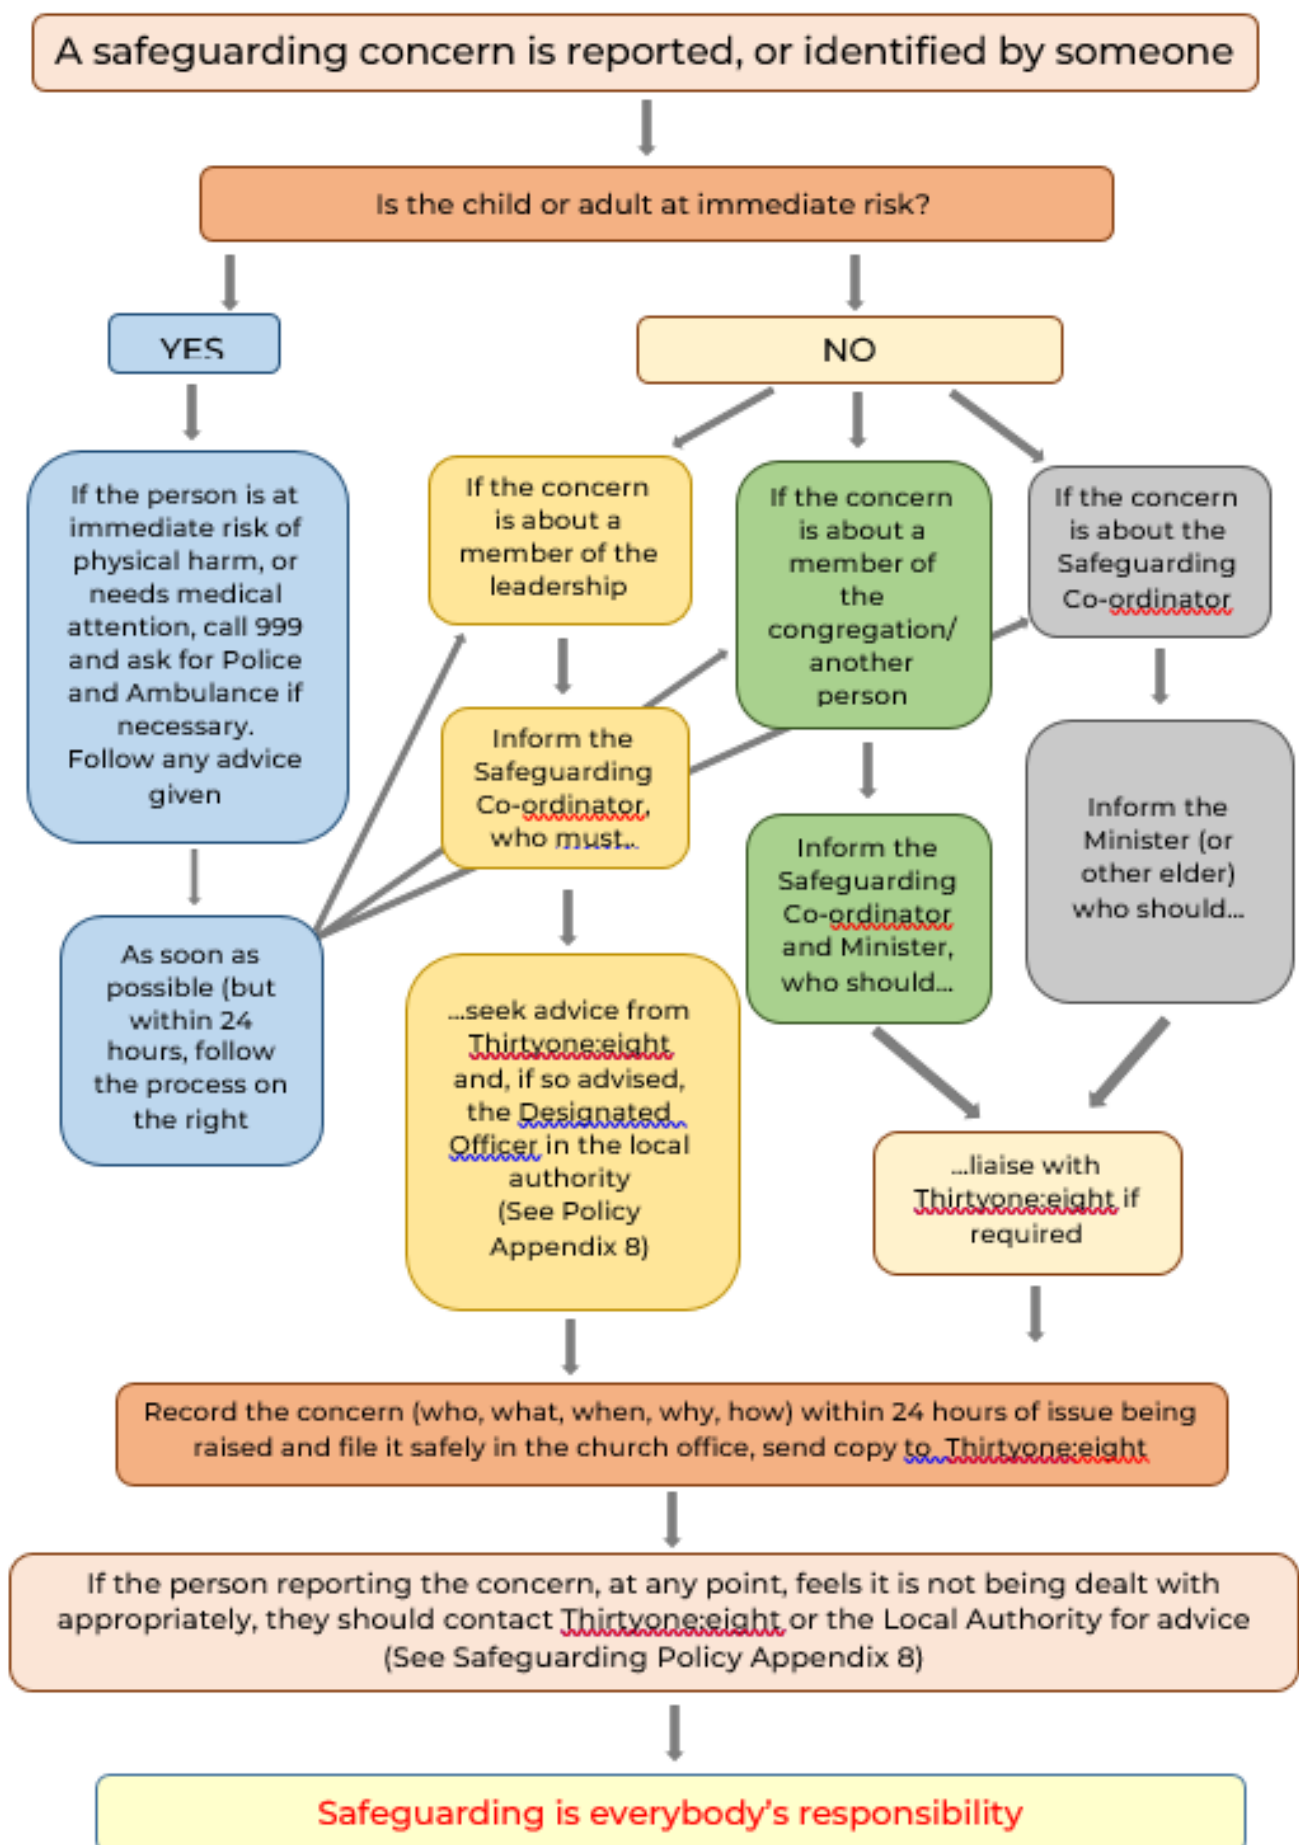 A safeguarding concern is reported, or identified by someone
Is the child or adult at immediate risk?
YES
NO
If the person is at
immediate risk of
physical harm, or
needs medical
attention, call 999
and ask for Police
and Ambulance if
necessary.
Follow any advice
given
As soon as
possible (but
within 24
hours, follow
the process on
the right
If the concern
is about a
member of the
leadership
Inform the
Safeguarding
Co-ordinator,
who must..
...seek advice from
Thirtyone:eight
and, if so advised,
the Designated
Officer in the local
authority
(See Policy
Appendix 8)
If the concern
is about a
member of
the
congregation/
another
person
Inform the
Safeguarding
Co-ordinator
and Minister,
who should...
If the concern
is about the
Safeguarding
Co-ordinator
Inform the
Minister (or
other elder)
who should...
...liaise with
Thirtyone:eight if
required
Record the concern (who, what, when, why, how) within 24 hours of issue being
raised and file it safely in the church office, send copy to Thirtyone:eight
If the person reporting the concern, at any point, feels it is not being dealt with
appropriately, they should contact Thirtyone:eight or the Local Authority for advice
(See Safeguarding Policy Appendix 8)
Safeguarding is everybody's responsibility